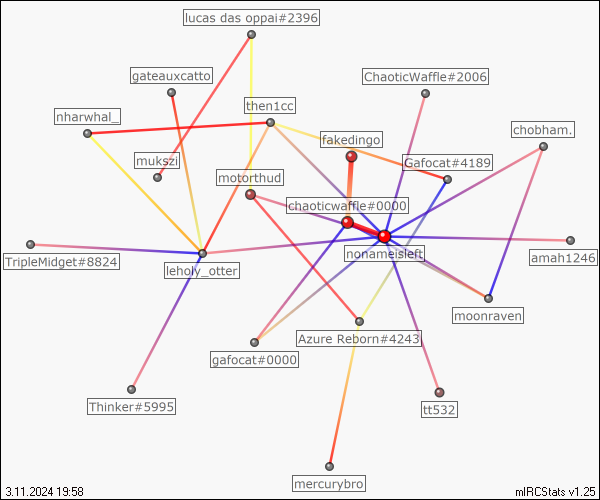 lucas das oppai#2396
gateauxcatto
ChaoticWaffle#2006
then1cc
nharwhal_
chobham.
fakedingo
mukszi
Gafocat#4189
motorthud
chaoticwaffle#0000
nonameisleft
amah1246
TripleMidget#8824
leholy_otter
moonraven
Azure Reborn#4243
gafocat#0000
Thinker#5995
tt532
mercurybro
3.11.2024 19:58
mIRCStats v1.25